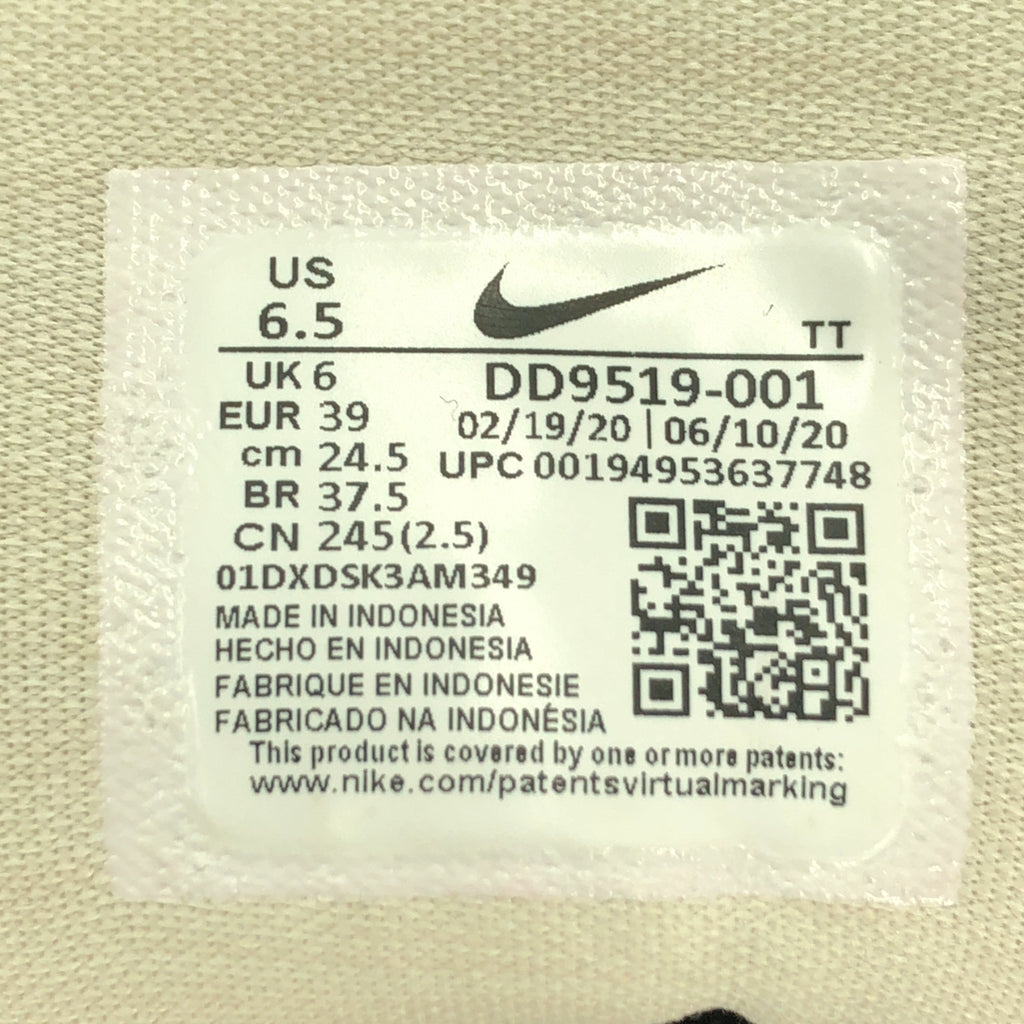 US
6.5
TT
UK 6
EUR 39
cm 24.5
BR 37.5
CN 245(2.5)
DD9519-001
02/19/20 | 06/10/20
UPC 00194953637748
01DXDSK3AM349
MADE IN INDONESIA
HECHO EN INDONESIA
FABRIQUE EN INDONESIE
FABRICADO NA INDONÉSIA
This product is covered by one or more patents:
www.nike.com/patentsvirtualmarking